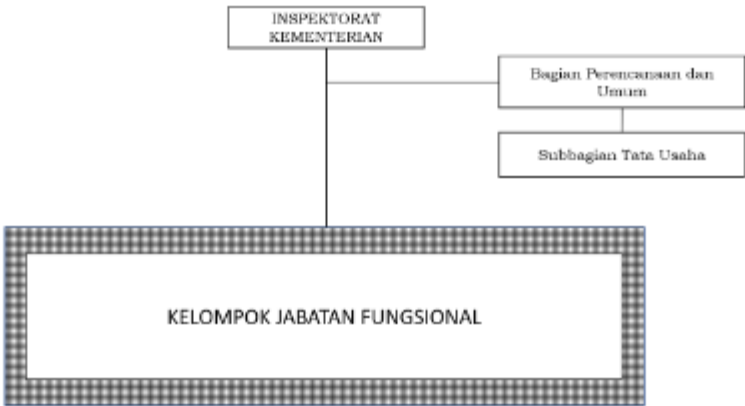 INSPEKTORAT
KEMENTERIAN
Bagian Perencanaan dan
Umum
Subbagian Tata Usaha
KELOMPOK JABATAN FUNGSIONAL